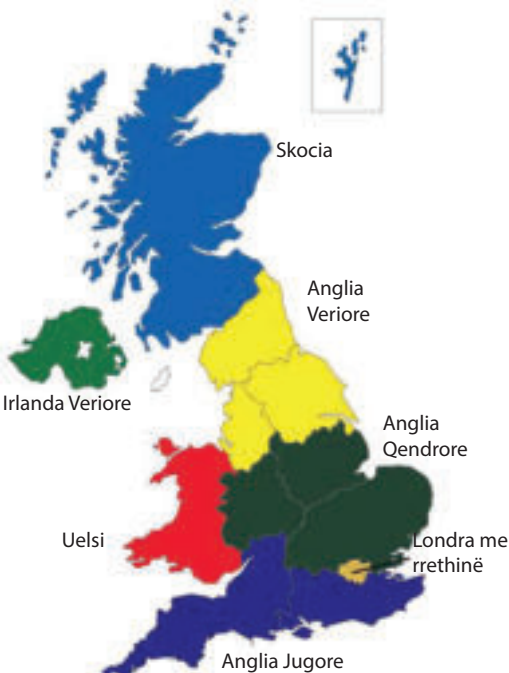 Skocia
Anglia
Veriore
Irlanda Veriore
Anglia
Qendrore
Uelsi
Londra me
rrethinë
Anglia Jugore